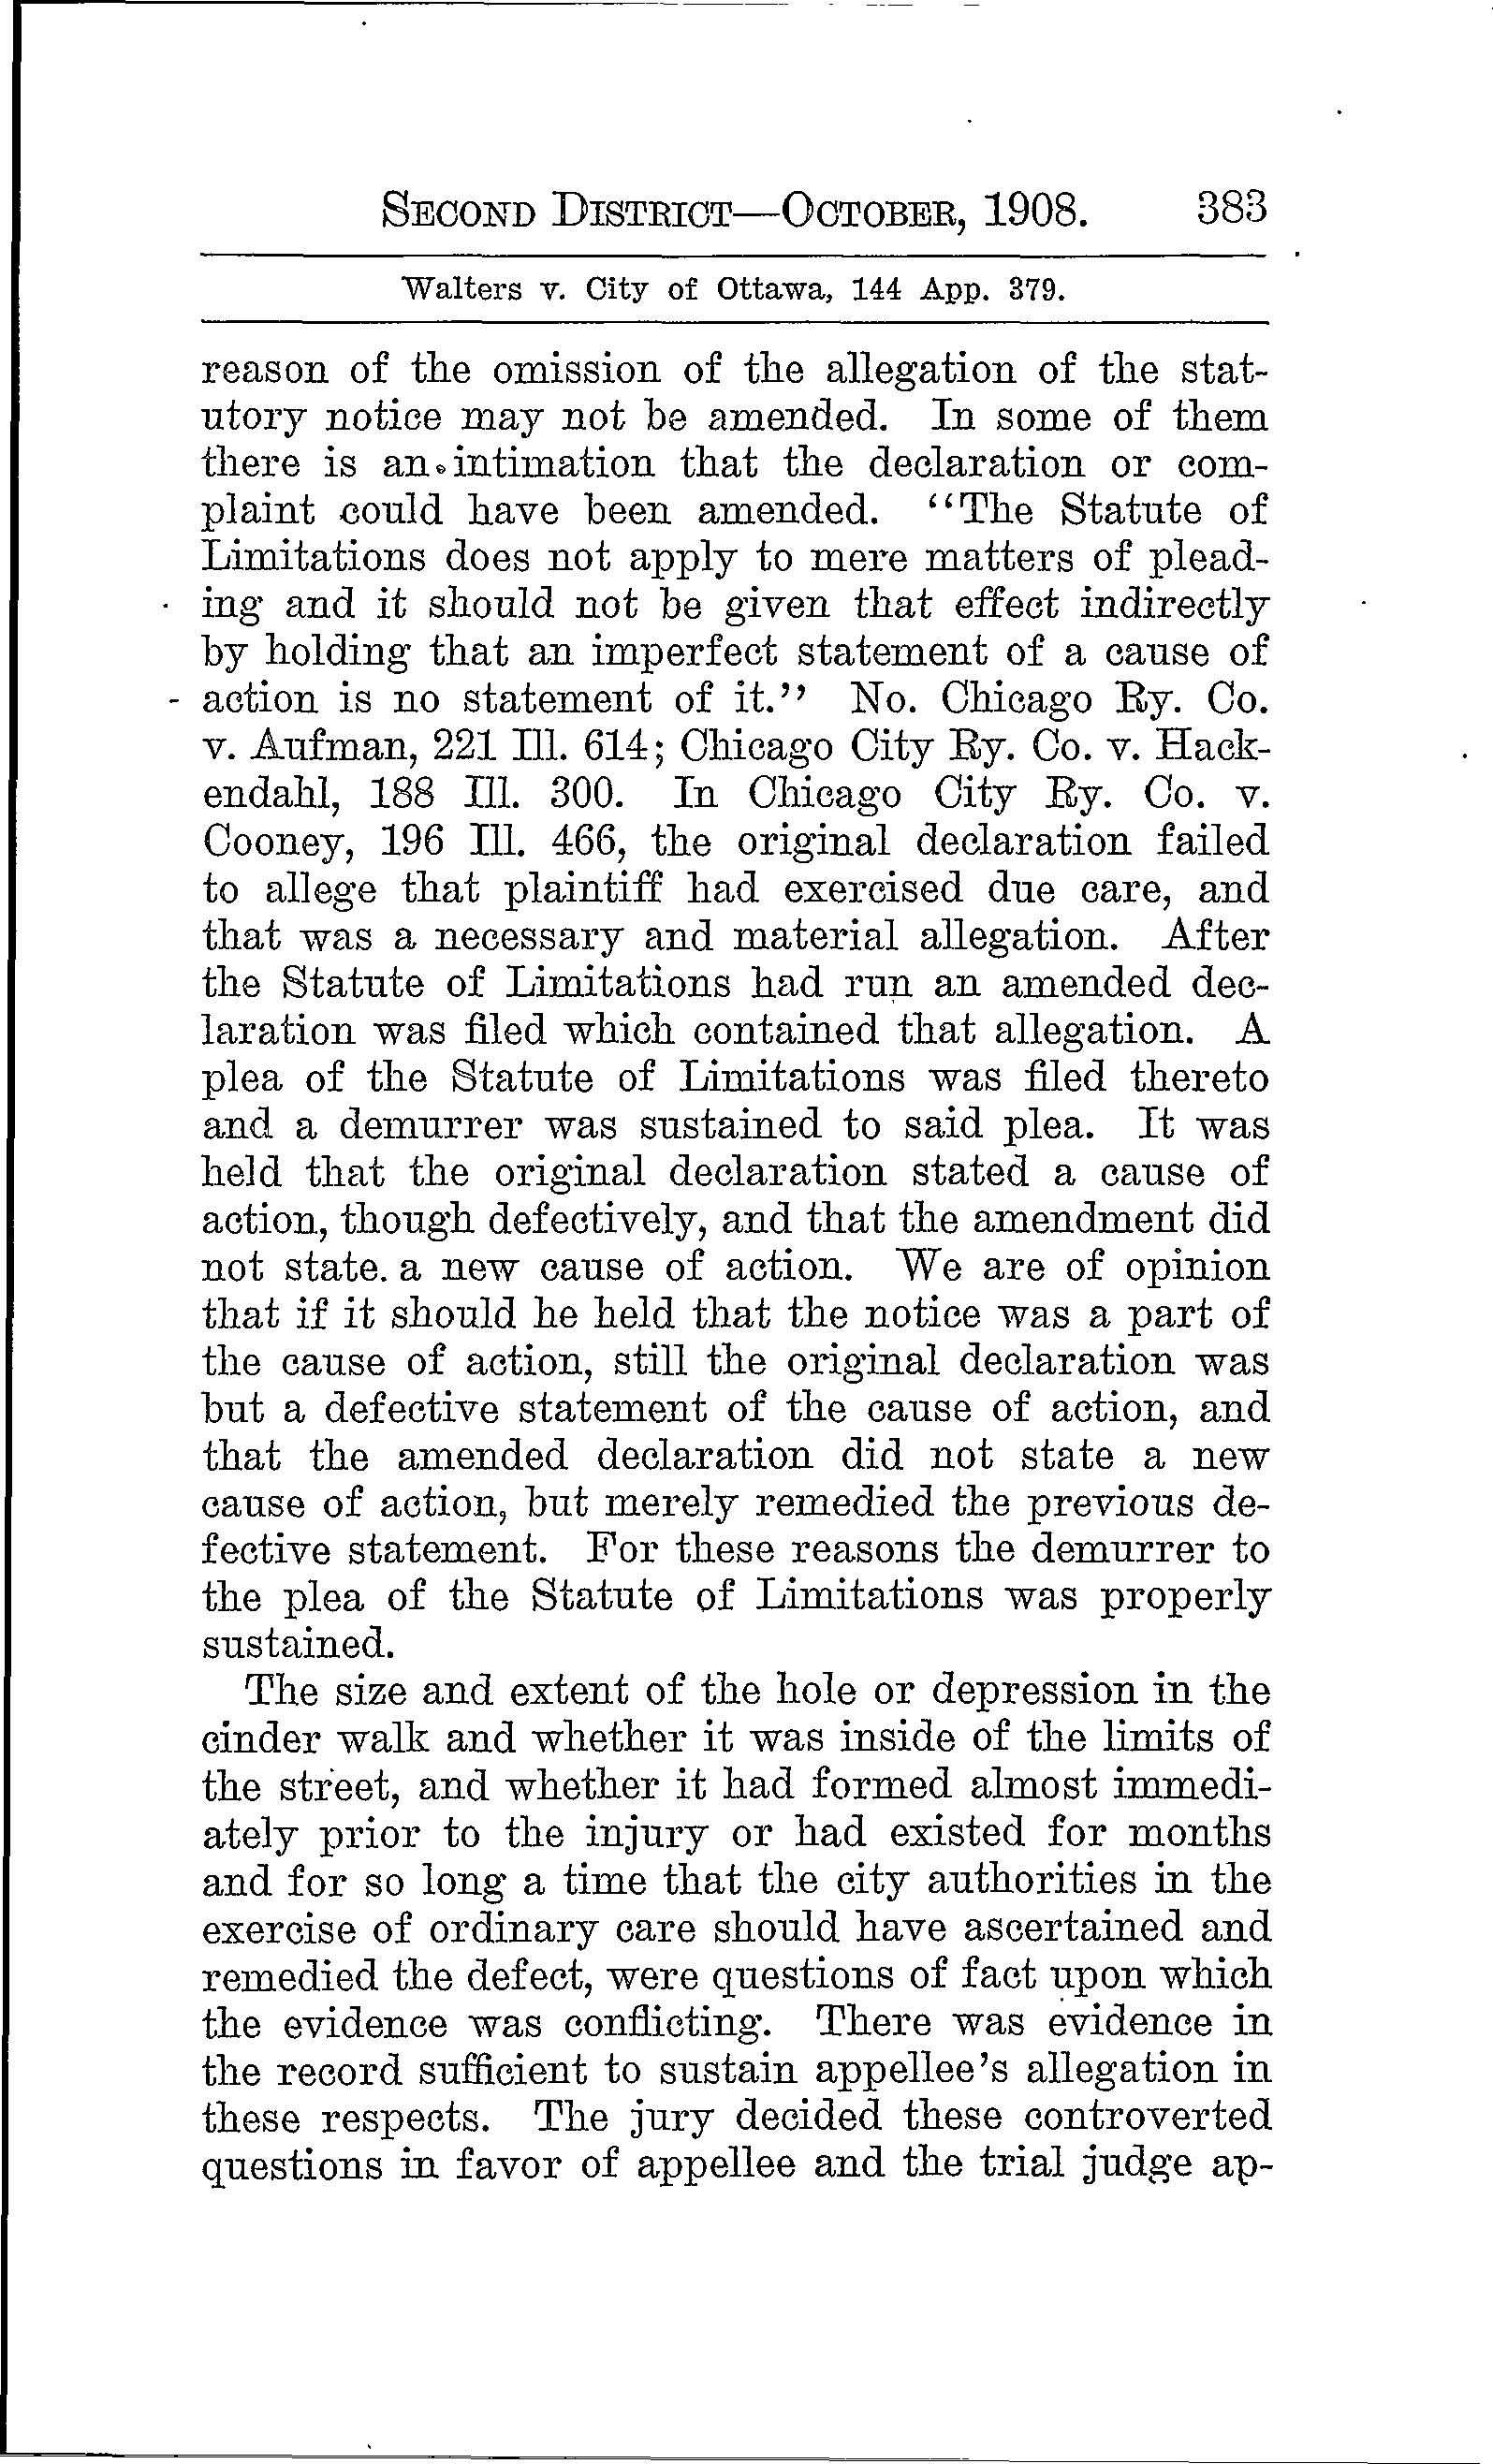 SECOND DISTRICT—OCTOBER, 1908. 383
Walters v. City of Ottawa, 144 App. 379.
reason of the omission of the allegation of the stat-
utory notice may not be amended. In some of them
there is an intimation that the declaration or com-
plaint could have been amended. "The Statute of
Limitations does not apply to mere matters of plead-
ing and it should not be given that effect indirectly
by holding that an imperfect statement of a cause of
action is no statement of it." No. Chicago Ry. Co.
v. Aufman, 221 Ill. 614; Chicago City Ry. Co. v. Hack-
endahl, 188 Ill. 300. In Chicago City Ry. Co. v.
Cooney, 196 Ill. 466, the original declaration failed
to allege that plaintiff had exercised due care, and
that was a necessary and material allegation. After
the Statute of Limitations had run an amended dec-
laration was filed which contained that allegation. A
plea of the Statute of Limitations was filed thereto
and a demurrer was sustained to said plea. It was
held that the original declaration stated a cause of
action, though defectively, and that the amendment did
not state. a new cause of action. We are of opinion
that if it should he held that the notice was a part of
the cause of action, still the original declaration was
but a defective statement of the cause of action, and
that the amended declaration did not state a new
cause of action, but merely remedied the previous de-
fective statement. For these reasons the demurrer to
the plea of the Statute of Limitations was properly
sustained.
The size and extent of the hole or depression in the
cinder walk and whether it was inside of the limits of
the street, and whether it had formed almost immedi-
ately prior to the injury or had existed for months
and for so long a time that the city authorities in the
exercise of ordinary care should have ascertained and
remedied the defect, were questions of fact upon which
the evidence was conflicting. There was evidence in
the record sufficient to sustain appellee's allegation in
these respects. The jury decided these controverted
questions in favor of appellee and the trial judge ap-